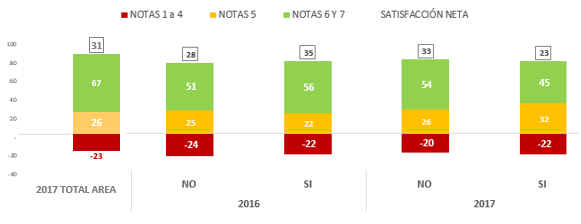 NOTAS 1 a 4 NOTAS 5 NOTAS 6 Y 7 SATISFACCIÓN NETA
100
80
60
40
20
-
-20
-40
31 28 35 33 23
67 51 56 54 45
26 25 22 26 32
-23 -24 -22 -20 -22
2017 TOTAL AREA NO SI NO SI
2016 2017